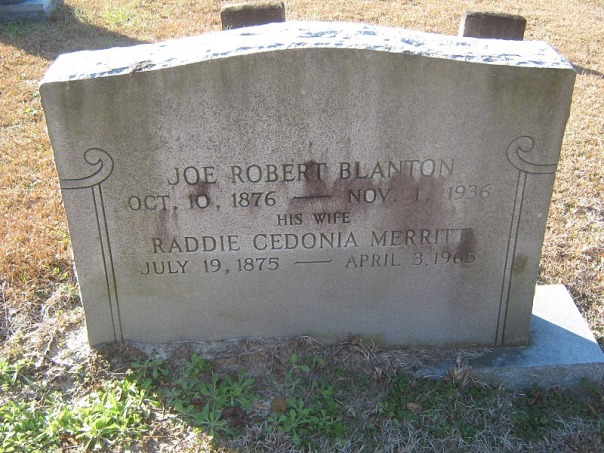 JOE ROBERT BLANTON
OCT. 10, 1876 — NOV. 1, 1936
HIS WIFE
RADDIE CEDONIA MERRITT
JULY 19, 1875 — APRIL 3,